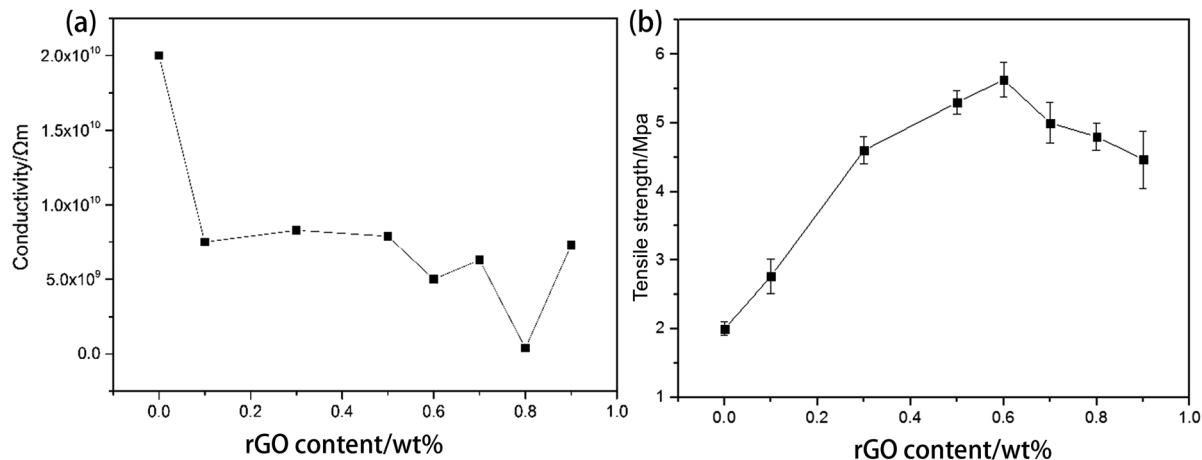 (a)
Conductivity/Ωm
2.0x10¹⁰
1.5x10¹⁰
1.0x10¹⁰
5.0x10⁹
0.0
0.0 0.2 0.4 0.6 0.8 1.0
rGO content/wt%
(b)
Tensile strength/Mpa
6
5
4
3
2
1
0.0 0.2 0.4 0.6 0.8 1.0
rGO content/wt%